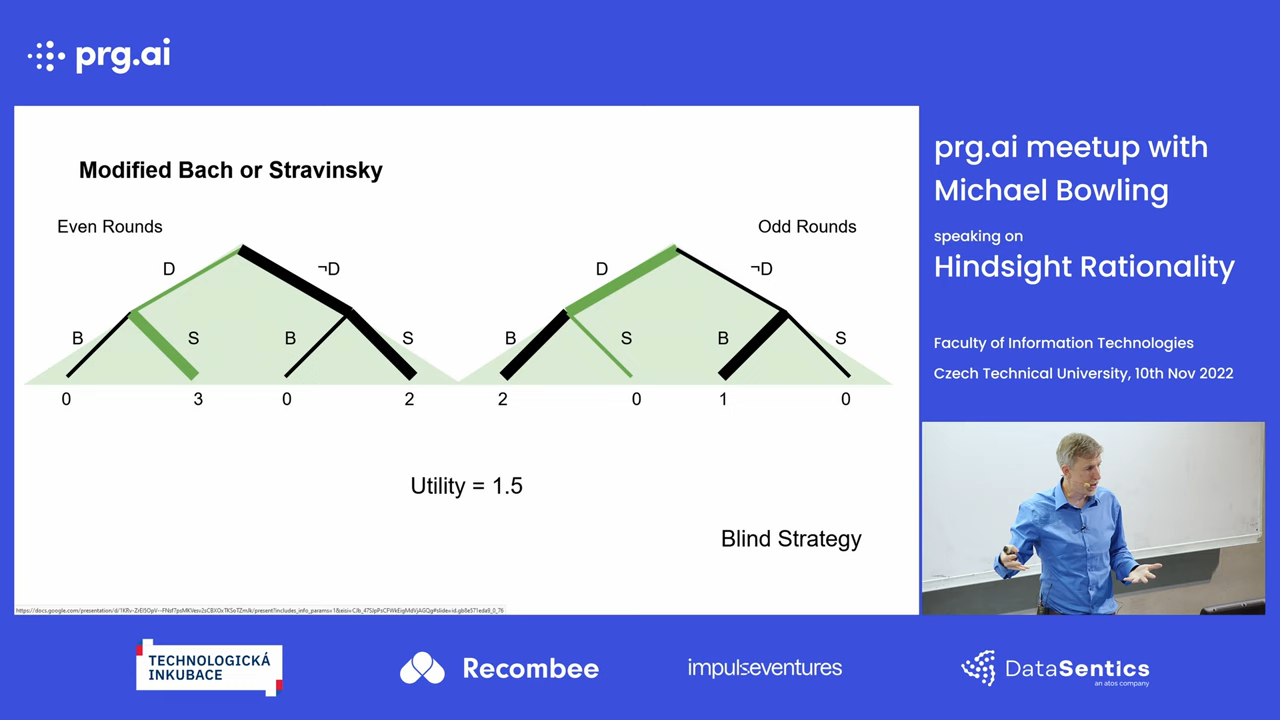 prg.ai
Modified Bach or Stravinsky
Even Rounds
Odd Rounds
D
¬D
D
¬D
B
S
B
S
B
S
B
S
0
3
0
2
2
0
1
0
Utility = 1.5
Blind Strategy
prg.ai meetup with
Michael Bowling
speaking on
Hindsight Rationality
Faculty of Information Technologies
Czech Technical University, 10th Nov 2022
TECHNOLOGICKÁ
INKUBACE
Recombee
impulseventures
DataSentics
an atos company